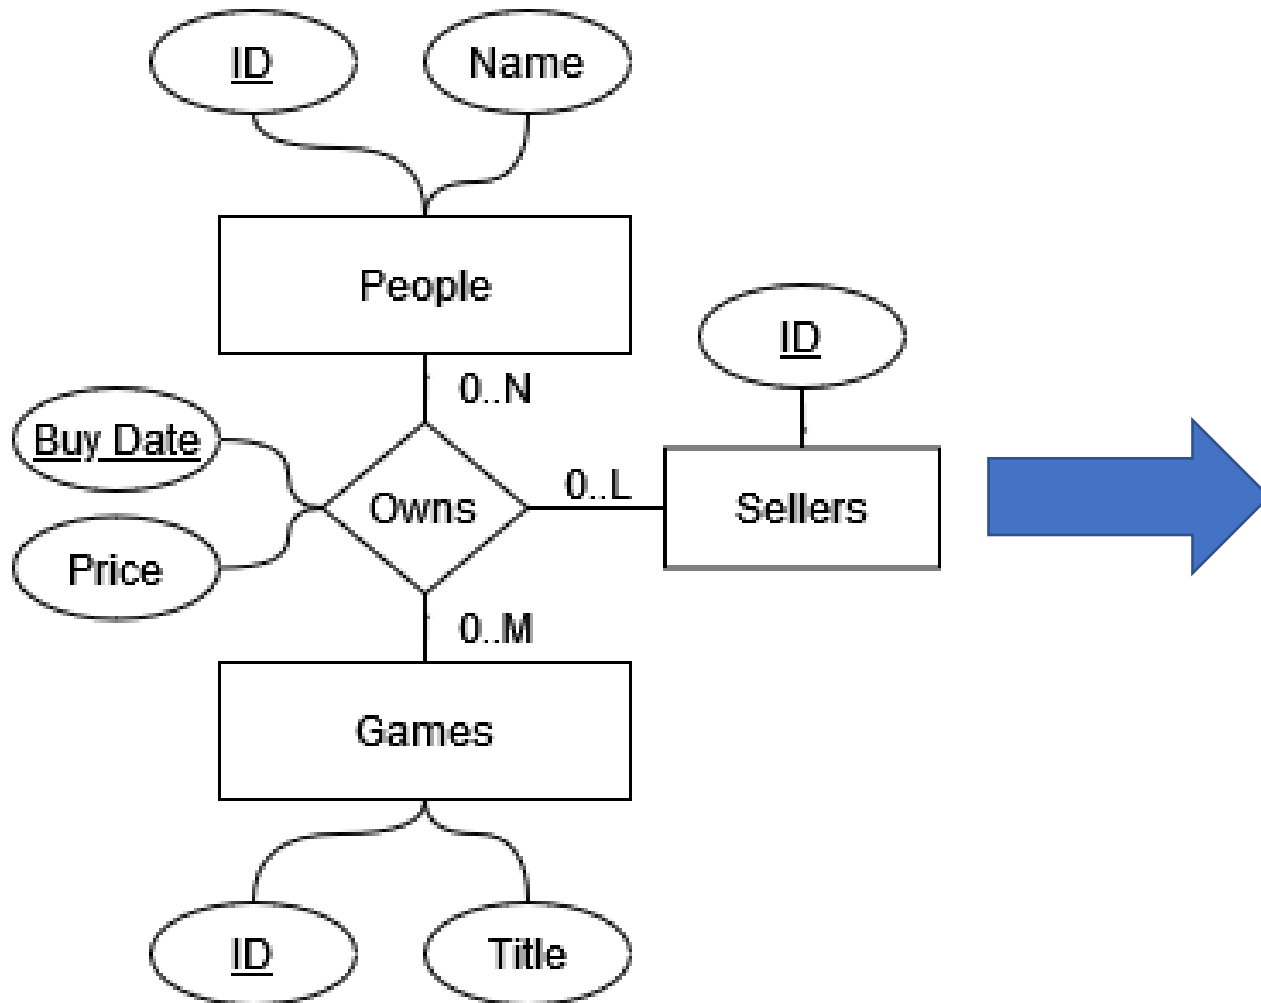 ID
Name
People
ID
0..N
Buy Date
0..L
Owns
Sellers
Price
0..M
Games
ID
Title